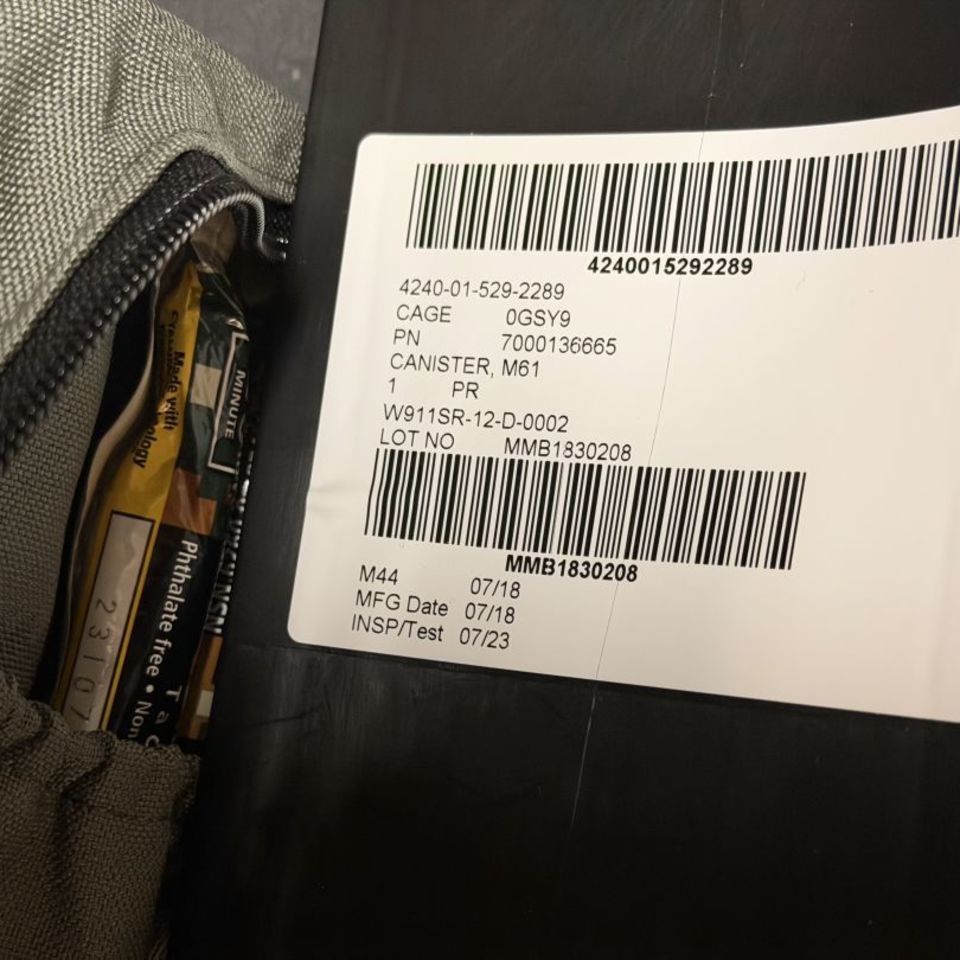 4240015292289
4240-01-529-2289
CAGE 0GSY9
PN 7000136665
CANISTER, M61
1 PR
W911SR-12-D-0002
LOT NO MMB1830208
MMB1830208
M44 07/18
MFG Date 07/18
INSP/Test 07/23
MINUTE
Made with
Phthalate free • Non